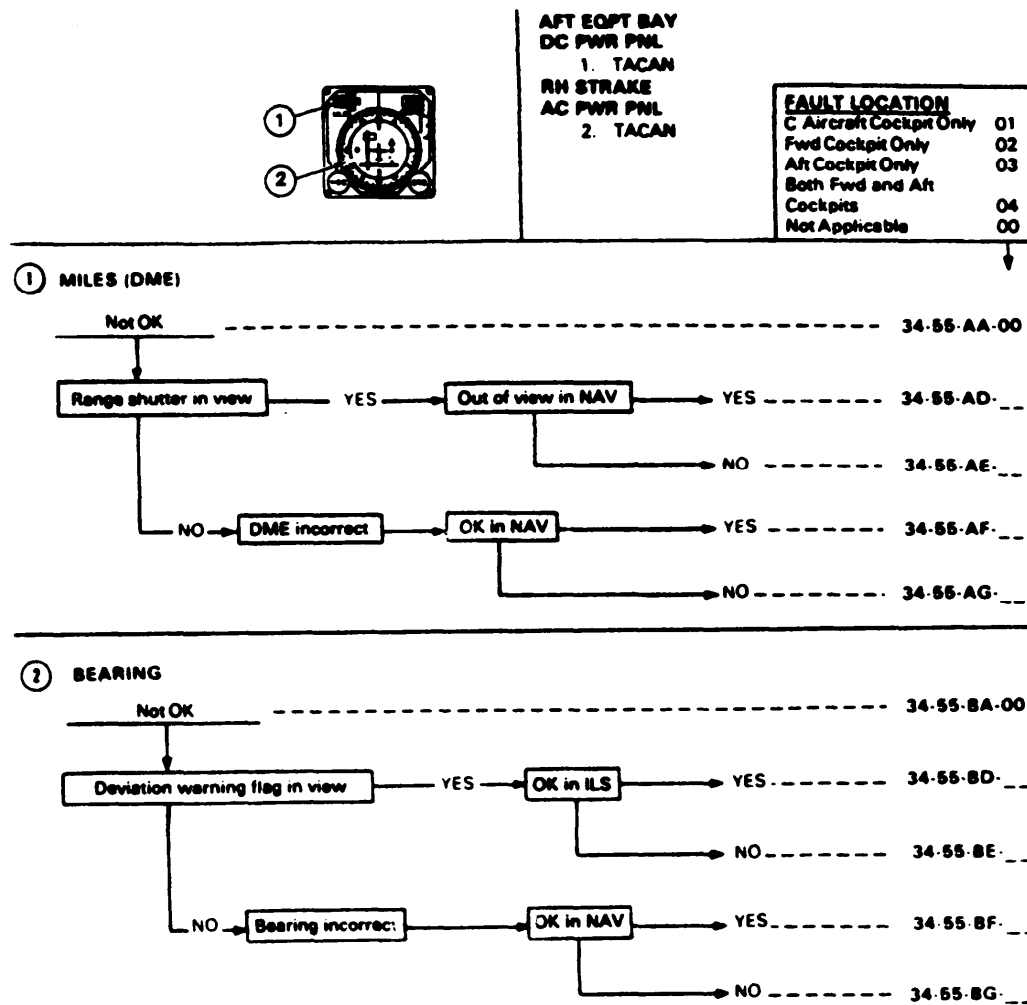 AFT EQPT BAY
DC PWR PNL
1. TACAN
RH STRAKE
AC PWR PNL
2. TACAN
FAULT LOCATION
C Aircraft Cockpit Only 01
Fwd Cockpit Only 02
Aft Cockpit Only 03
Both Fwd and Aft
Cockpits 04
Not Applicable 00
1
2
1 MILES (DME)
Not OK 34-55-AA-00
Range shutter in view YES Out of view in NAV YES 34-55-AD-__
NO 34-55-AE-__
NO DME incorrect OK in NAV YES 34-55-AF-__
NO 34-55-AG-__
2 BEARING
Not OK 34-55-BA-00
Deviation warning flag in view YES OK in ILS YES 34-55-BD-__
NO 34-55-BE-__
NO Bearing incorrect OK in NAV YES 34-55-BF-__
NO 34-55-BG-__